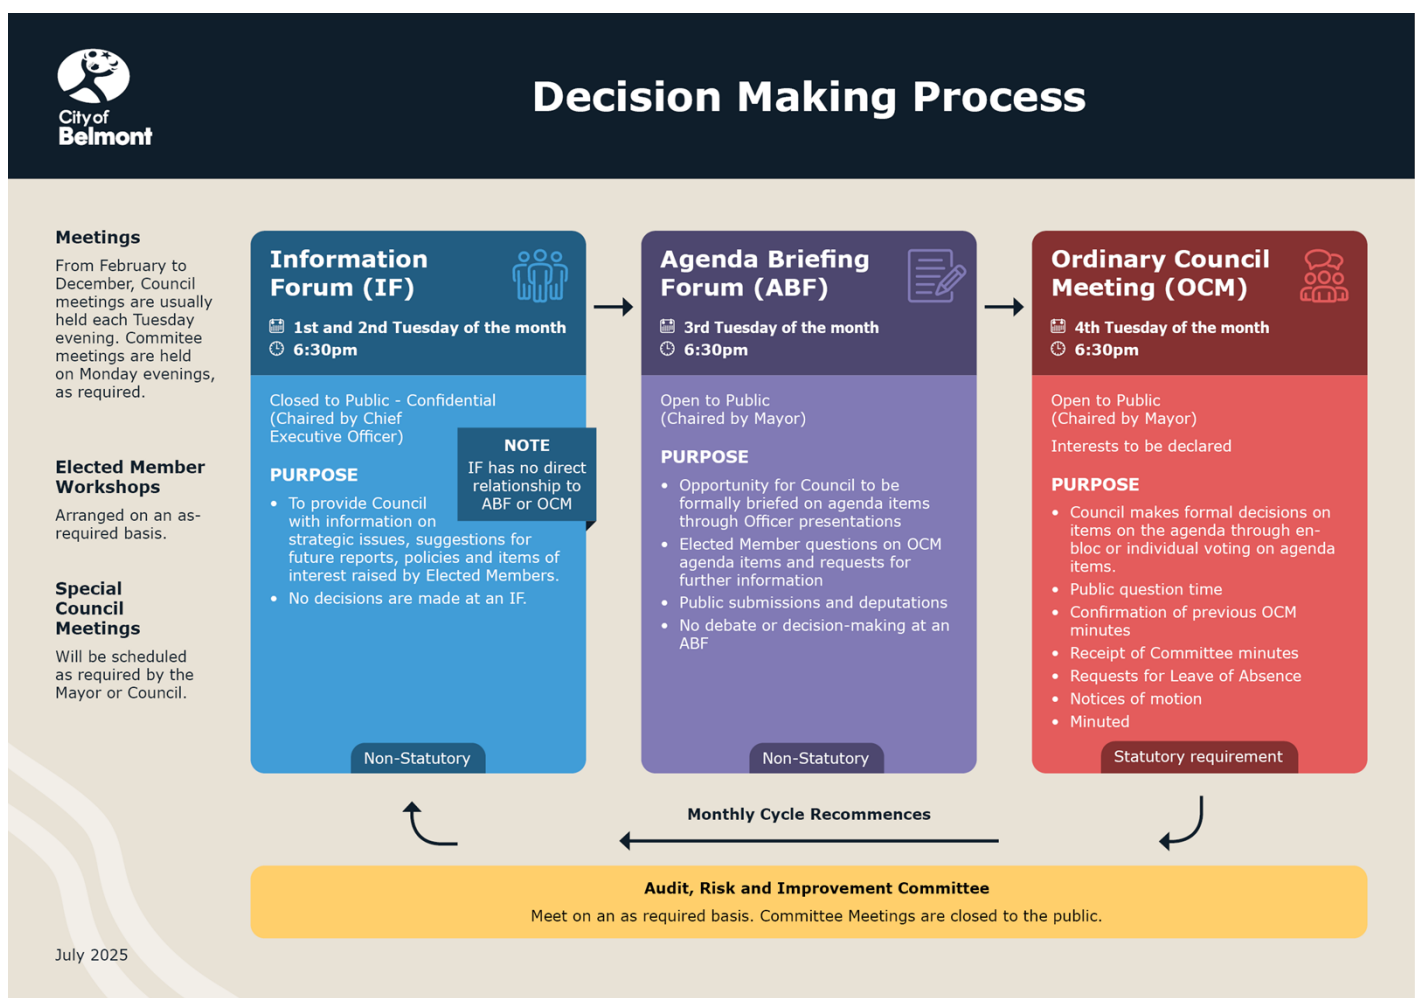 City of
Belmont
Decision Making Process
Meetings
From February to
December, Council
meetings are usually
held each Tuesday
evening. Commitee
meetings are held
on Monday evenings,
as required.
Elected Member
Workshops
Arranged on an as-
required basis.
Special
Council
Meetings
Will be scheduled
as required by the
Mayor or Council.
July 2025
Information
Forum (IF)
1st and 2nd Tuesday of the month
6:30pm
Closed to Public - Confidential
(Chaired by Chief
Executive Officer)
NOTE
IF has no direct
relationship to
ABF or OCM
PURPOSE
• To provide Council
with information on
strategic issues, suggestions for
future reports, policies and items of
interest raised by Elected Members.
• No decisions are made at an IF.
Non-Statutory
Agenda Briefing
Forum (ABF)
3rd Tuesday of the month
6:30pm
Open to Public
(Chaired by Mayor)
PURPOSE
• Opportunity for Council to be
formally briefed on agenda items
through Officer presentations
• Elected Member questions on OCM
agenda items and requests for
further information
• Public submissions and deputations
• No debate or decision-making at an
ABF
Non-Statutory
Ordinary Council
Meeting (OCM)
4th Tuesday of the month
6:30pm
Open to Public
(Chaired by Mayor)
Interests to be declared
PURPOSE
• Council makes formal decisions on
items on the agenda through en-
bloc or individual voting on agenda
items.
• Public question time
• Confirmation of previous OCM
minutes
• Receipt of Committee minutes
• Requests for Leave of Absence
• Notices of motion
• Minuted
Statutory requirement
Monthly Cycle Recommences
Audit, Risk and Improvement Committee
Meet on an as required basis. Committee Meetings are closed to the public.